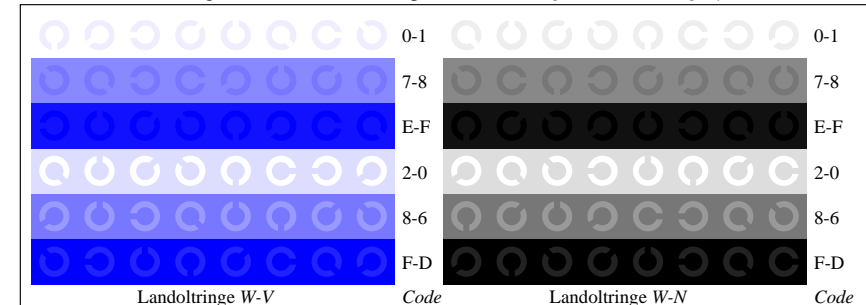 0-1 0-1
7-8 7-8
E-F E-F
2-0 2-0
8-6 8-6
F-D F-D
Landoltringe W-V Code Landoltringe W-N Code